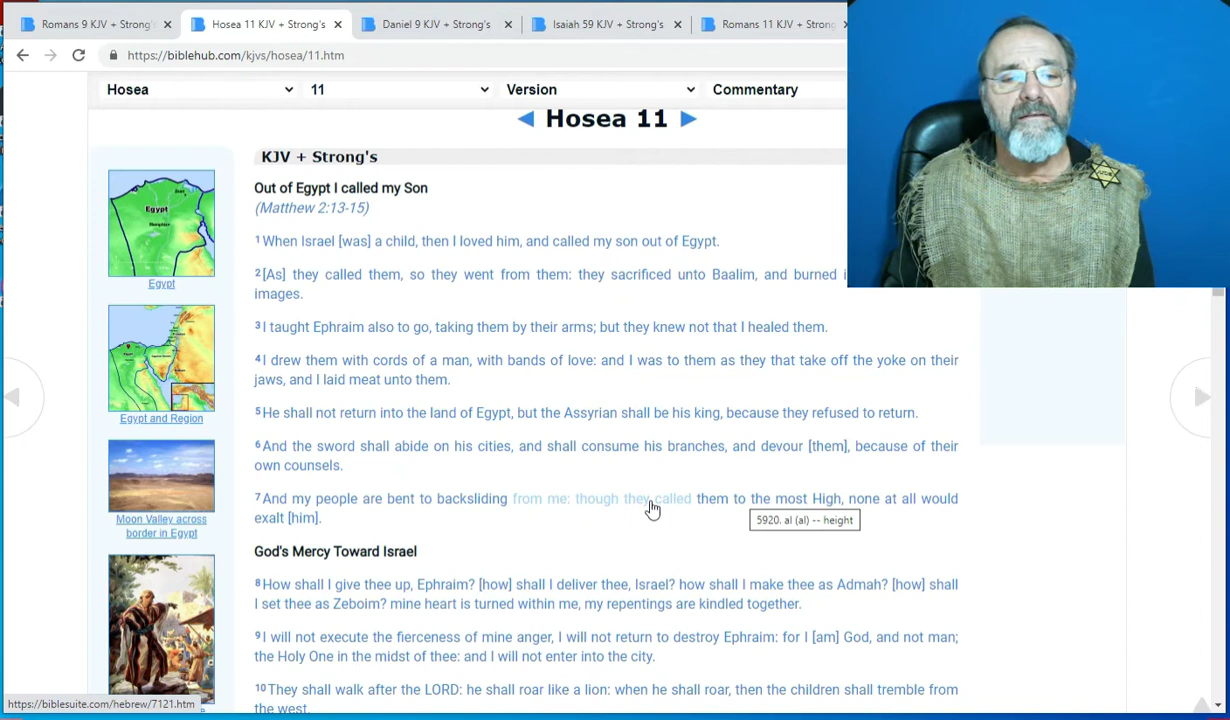 Romans 9 KJV + Strong'
Hosea 11 KJV + Strong's
Daniel 9 KJV + Strong's
Isaiah 59 KJV + Strong's
Romans 11 KJV + Strong
https://biblehub.com/kjvs/hosea/11.htm
Hosea 11 Version Commentary
Hosea 11
KJV + Strong's
Out of Egypt I called my Son
(Matthew 2:13-15)
1When Israel [was] a child, then I loved him, and called my son out of Egypt.
2[As] they called them, so they went from them: they sacrificed unto Baalim, and burned i
images.
3I taught Ephraim also to go, taking them by their arms; but they knew not that I healed them.
4I drew them with cords of a man, with bands of love: and I was to them as they that take off the yoke on their
jaws, and I laid meat unto them.
5He shall not return into the land of Egypt, but the Assyrian shall be his king, because they refused to return.
6And the sword shall abide on his cities, and shall consume his branches, and devour [them], because of their
own counsels.
7And my people are bent to backsliding from me: though they called them to the most High, none at all would
exalt [him].
5920. al (al) -- height
God's Mercy Toward Israel
8How shall I give thee up, Ephraim? [how] shall I deliver thee, Israel? how shall I make thee as Admah? [how] shall
I set thee as Zeboim? mine heart is turned within me, my repentings are kindled together.
9I will not execute the fierceness of mine anger, I will not return to destroy Ephraim: for I [am] God, and not man;
the Holy One in the midst of thee: and I will not enter into the city.
10They shall walk after the LORD: he shall roar like a lion: when he shall roar, then the children shall tremble from
the west.
Egypt
Egypt
Egypt and Region
Moon Valley across
border in Egypt
https://biblesuite.com/hebrew/7121.htm